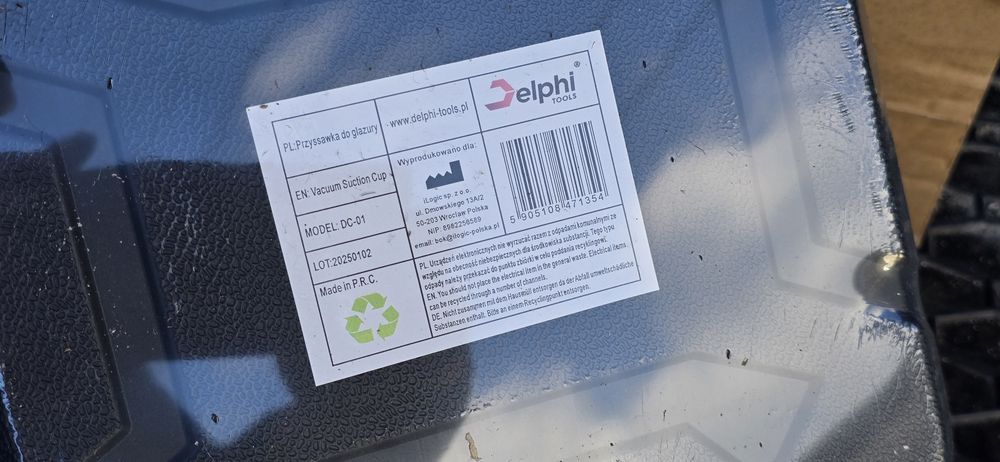 PL:Przyssawka do glazury
www.delphi-tools.pl
Delphi®
TOOLS
EN: Vacuum Suction Cup
MODEL: DC-01
LOT:20250102
Made in P.R.C.
Wyprodukowano dla:
iLogic sp. z o.o.
ul. Dmowskiego 13A/2
50-203 Wrocław Polska
NIP: 8982258589
email: bok@ilogic-polska.pl
5 905108 471354
PL. Urządzeń elektronicznych nie wyrzucać razem z odpadami komunalnymi ze
względu na obecność niebezpiecznych dla środkowiska substancji. Tego typu
odpady należy przekazać do punktu zbiórki w celu poddania recyklingowi.
EN. You should not place the electrical item in the general waste. Electrical items
can be recycled through a number of channels.
DE. Nicht zusammen mit dem Hausmüll entsorgen da der Abfall umweltschädliche
Substanzen enthält. Bitte an einem Recyclingpunkt entsorgen.